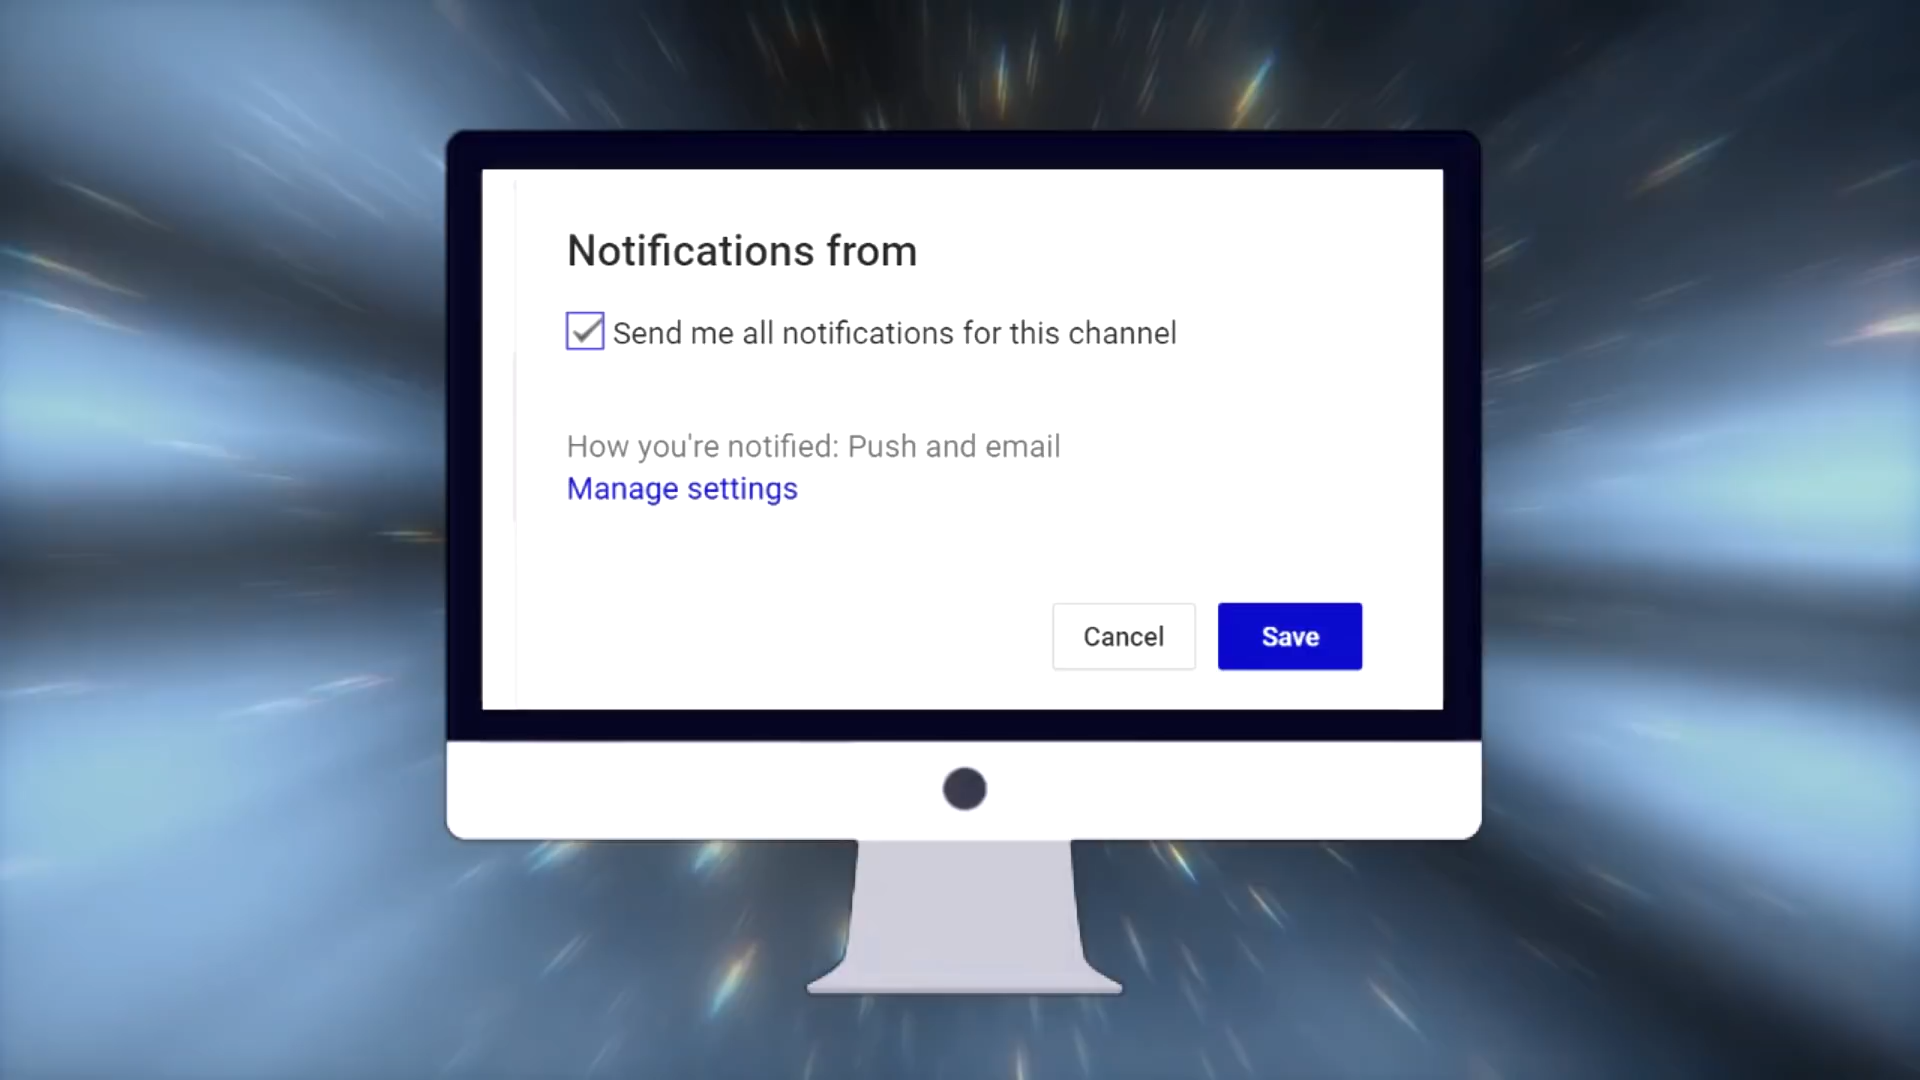 Notifications from
Send me all notifications for this channel
How you're notified: Push and email
Manage settings
Cancel
Save